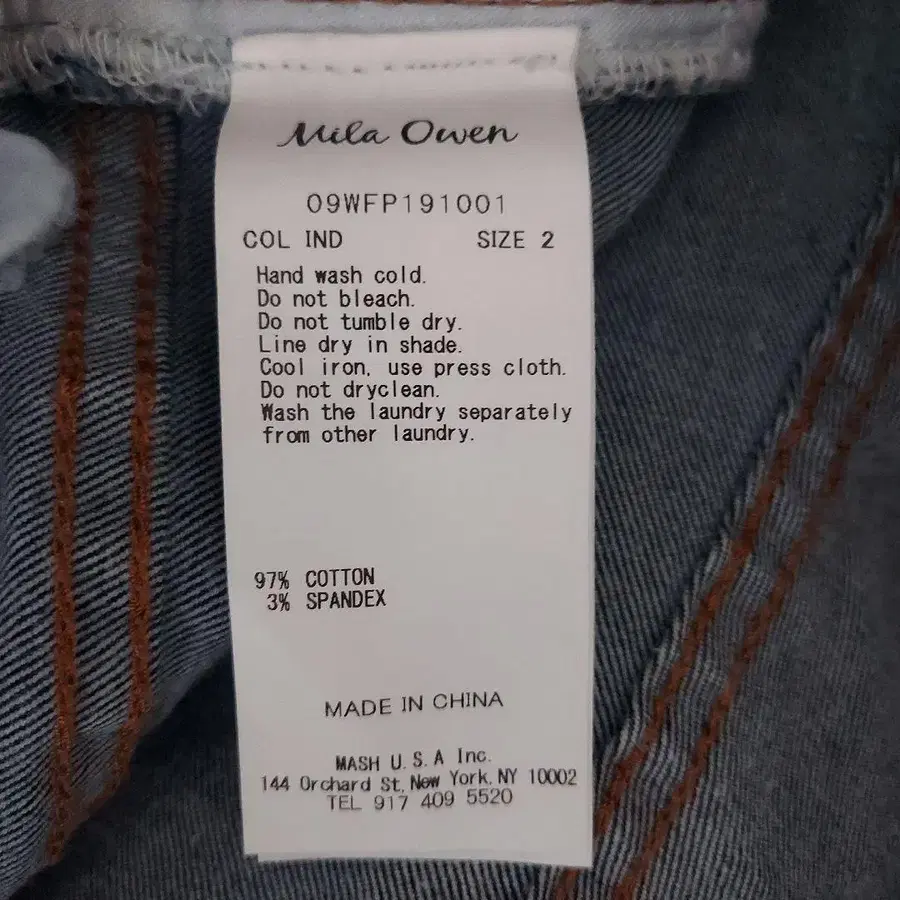 Mila Owen
09WFP191001
COL IND SIZE 2
Hand wash cold.
Do not bleach.
Do not tumble dry.
Line dry in shade.
Cool iron, use press cloth.
Do not dryclean.
Wash the laundry separately
from other laundry.
97% COTTON
3% SPANDEX
MADE IN CHINA
MASH U.S.A Inc.
144 Orchard St, New York, NY 10002
TEL 917 409 5520